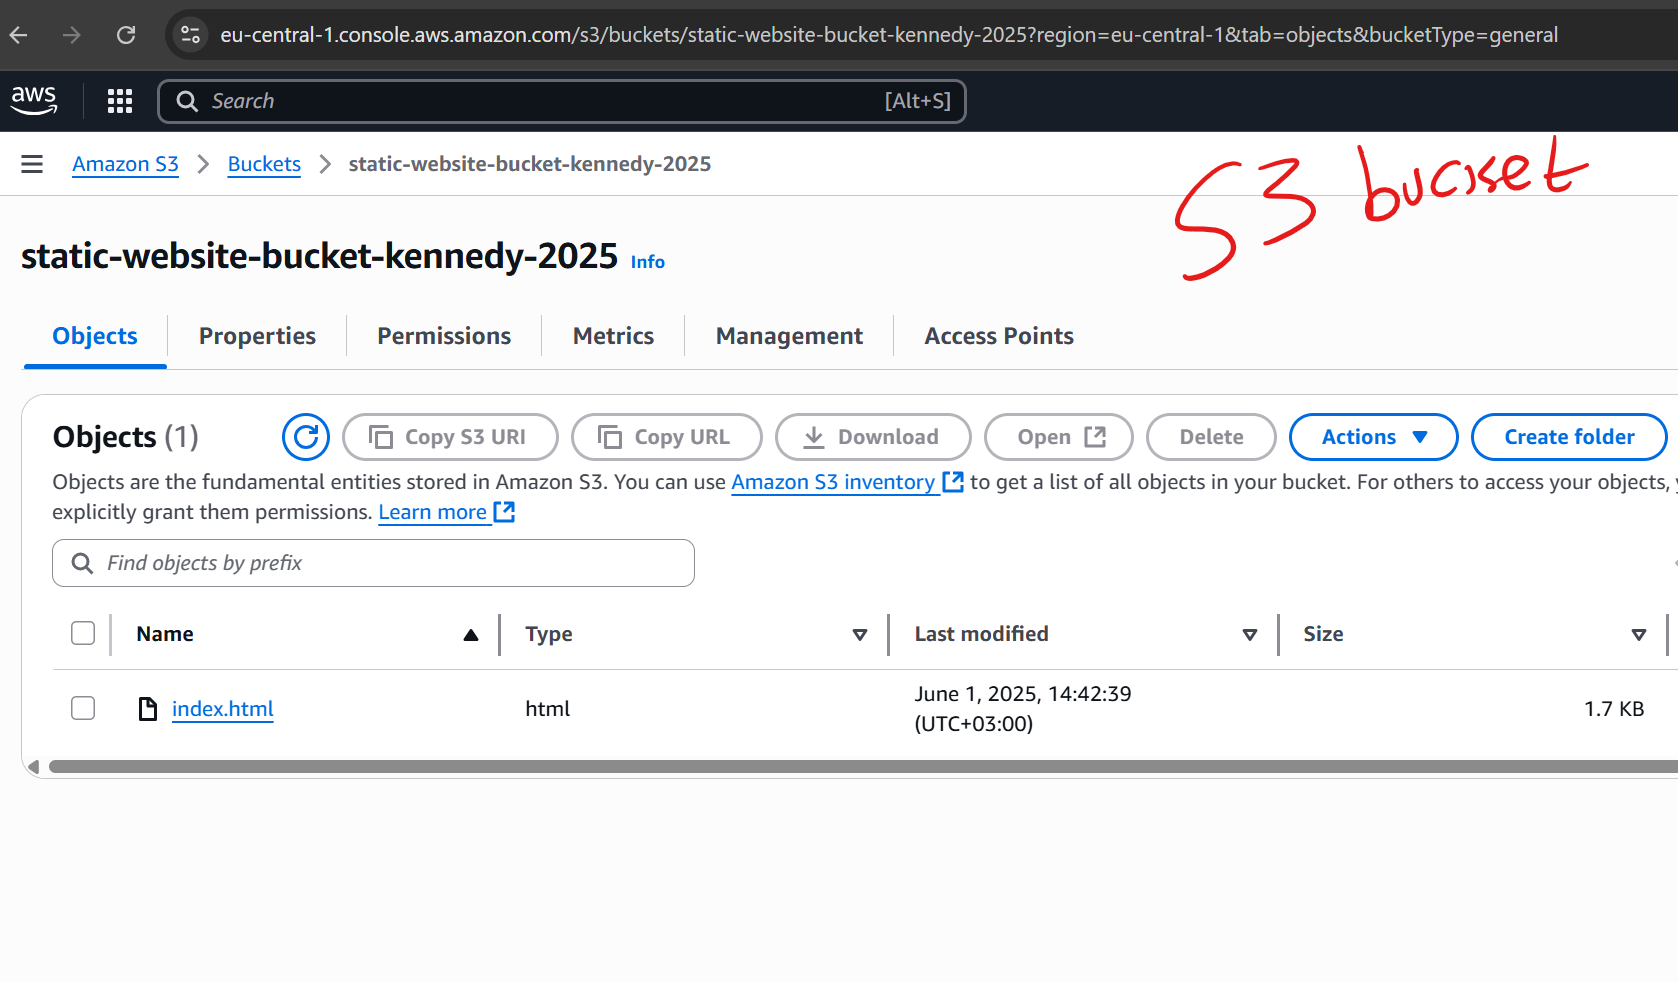 eu-central-1.console.aws.amazon.com/s3/buckets/static-website-bucket-kennedy-2025?region=eu-central-1&tab=objects&bucketType=general
aws
Search [Alt+S]
Amazon S3 Buckets static-website-bucket-kennedy-2025
S3 bucket
static-website-bucket-kennedy-2025 Info
Objects Properties Permissions Metrics Management Access Points
Objects (1) Copy S3 URI Copy URL Download Open Delete Actions Create folder
Objects are the fundamental entities stored in Amazon S3. You can use Amazon S3 inventory to get a list of all objects in your bucket. For others to access your objects,
explicitly grant them permissions. Learn more
Find objects by prefix
Name Type Last modified Size
index.html html June 1, 2025, 14:42:39 1.7 KB
(UTC+03:00)